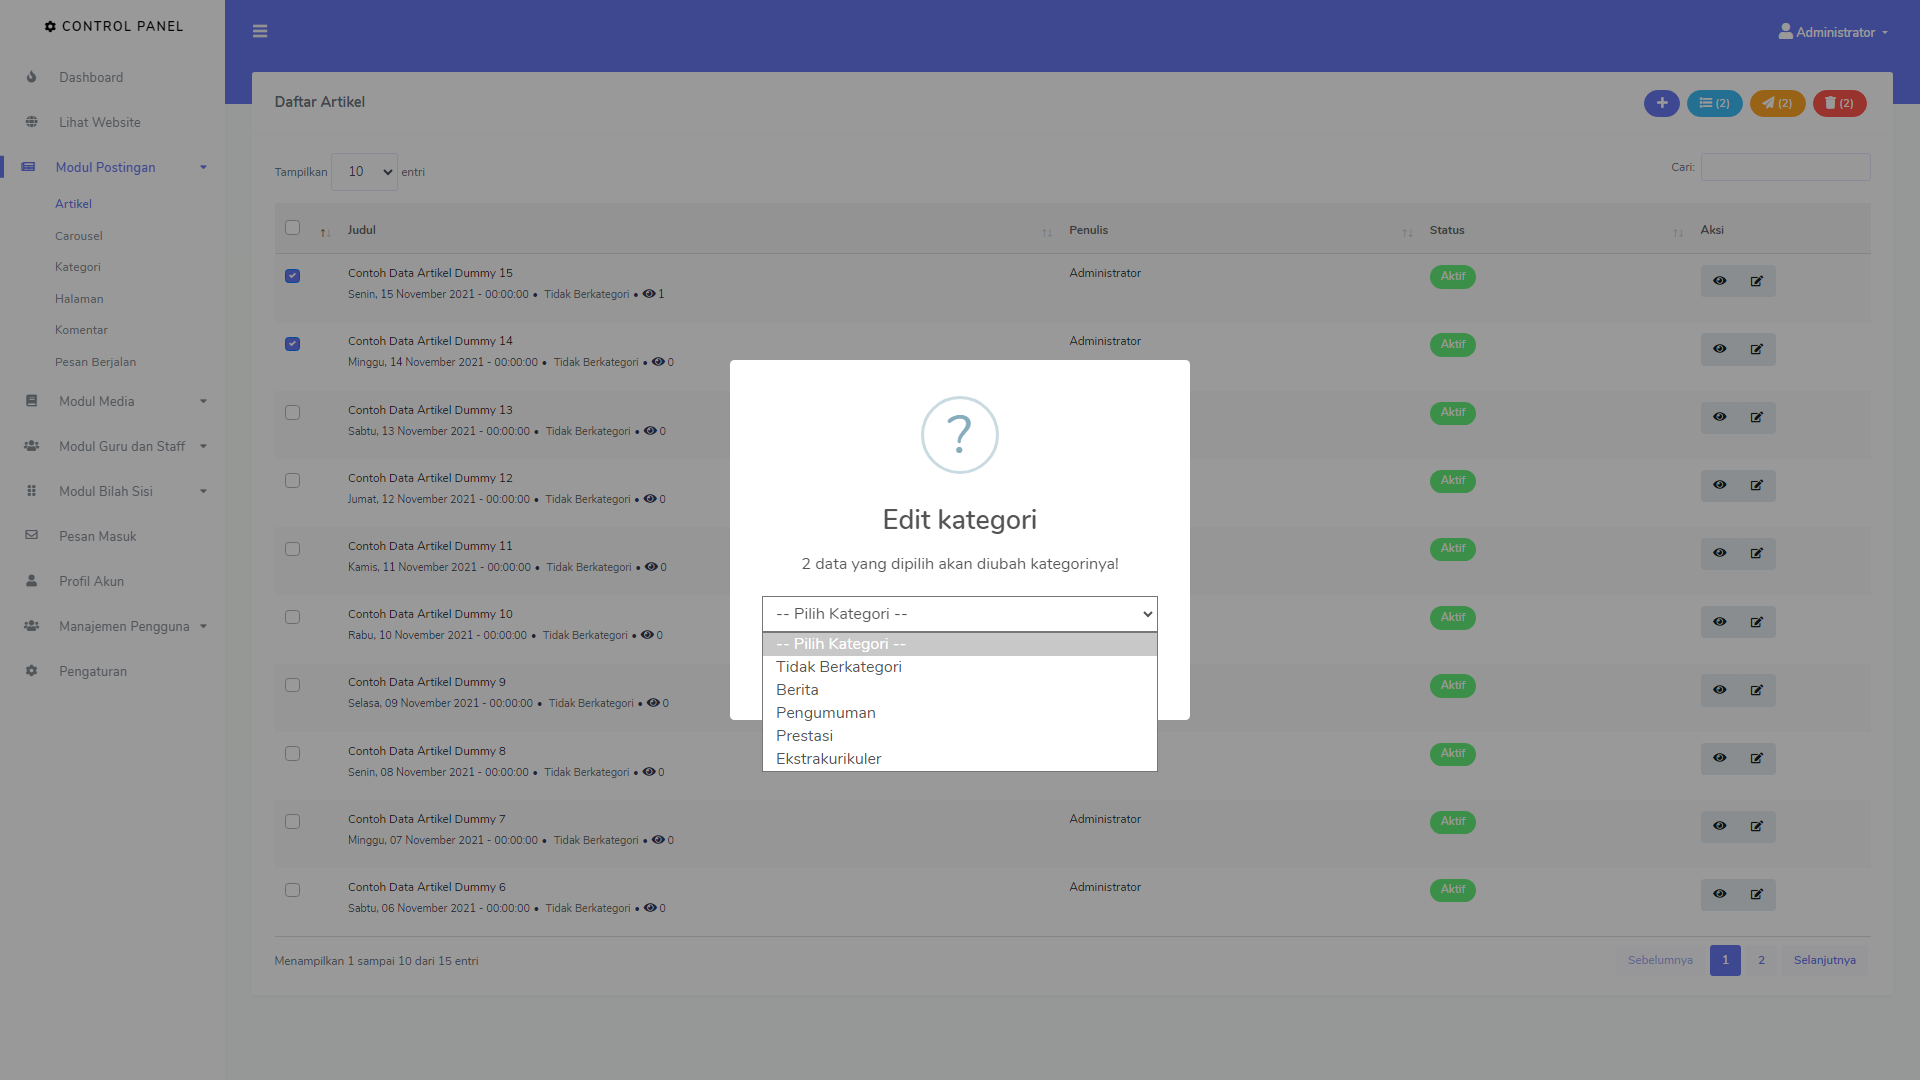 CONTROL PANEL
Administrator
Dashboard
Lihat Website
Modul Postingan
Artikel
Carousel
Kategori
Halaman
Komentar
Pesan Berjalan
Modul Media
Modul Guru dan Staff
Modul Bilah Sisi
Pesan Masuk
Profil Akun
Manajemen Pengguna
Pengaturan
Daftar Artikel
(2) (2) (2)
Tampilkan 10 entri
Cari:
Judul Penulis Status Aksi
Contoh Data Artikel Dummy 15 Administrator Aktif
Senin, 15 November 2021 - 00:00:00 • Tidak Berkategori • 1
Contoh Data Artikel Dummy 14 Administrator Aktif
Minggu, 14 November 2021 - 00:00:00 • Tidak Berkategori • 0
Contoh Data Artikel Dummy 13 Aktif
Sabtu, 13 November 2021 - 00:00:00 • Tidak Berkategori • 0
Contoh Data Artikel Dummy 12 Aktif
Jumat, 12 November 2021 - 00:00:00 • Tidak Berkategori • 0
Contoh Data Artikel Dummy 11 Aktif
Kamis, 11 November 2021 - 00:00:00 • Tidak Berkategori • 0
Contoh Data Artikel Dummy 10 Aktif
Rabu, 10 November 2021 - 00:00:00 • Tidak Berkategori • 0
Contoh Data Artikel Dummy 9 Aktif
Selasa, 09 November 2021 - 00:00:00 • Tidak Berkategori • 0
Contoh Data Artikel Dummy 8 Aktif
Senin, 08 November 2021 - 00:00:00 • Tidak Berkategori • 0
Contoh Data Artikel Dummy 7 Administrator Aktif
Minggu, 07 November 2021 - 00:00:00 • Tidak Berkategori • 0
Contoh Data Artikel Dummy 6 Administrator Aktif
Sabtu, 06 November 2021 - 00:00:00 • Tidak Berkategori • 0
Menampilkan 1 sampai 10 dari 15 entri
Sebelumnya 1 2 Selanjutnya
?
Edit kategori
2 data yang dipilih akan diubah kategorinya!
-- Pilih Kategori --
-- Pilih Kategori --
Tidak Berkategori
Berita
Pengumuman
Prestasi
Ekstrakurikuler